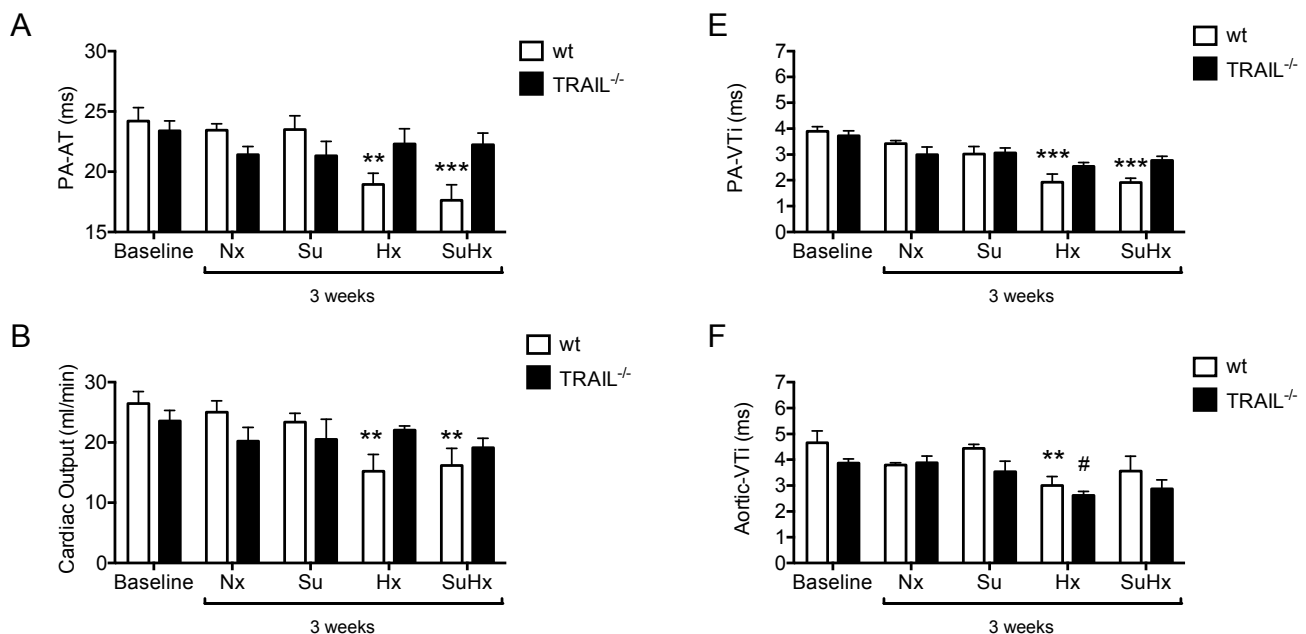 A
PA-AT (ms)
30
25
20
15
** ***
Baseline Nx Su Hx SuHx
3 weeks
wt
TRAIL-/-
B
Cardiac Output (ml/min)
30
20
10
0
** **
Baseline Nx Su Hx SuHx
3 weeks
wt
TRAIL-/-
E
PA-VTi (ms)
7
6
5
4
3
2
1
0
*** ***
Baseline Nx Su Hx SuHx
3 weeks
wt
TRAIL-/-
F
Aortic-VTi (ms)
7
6
5
4
3
2
1
0
** #
Baseline Nx Su Hx SuHx
3 weeks
wt
TRAIL-/-